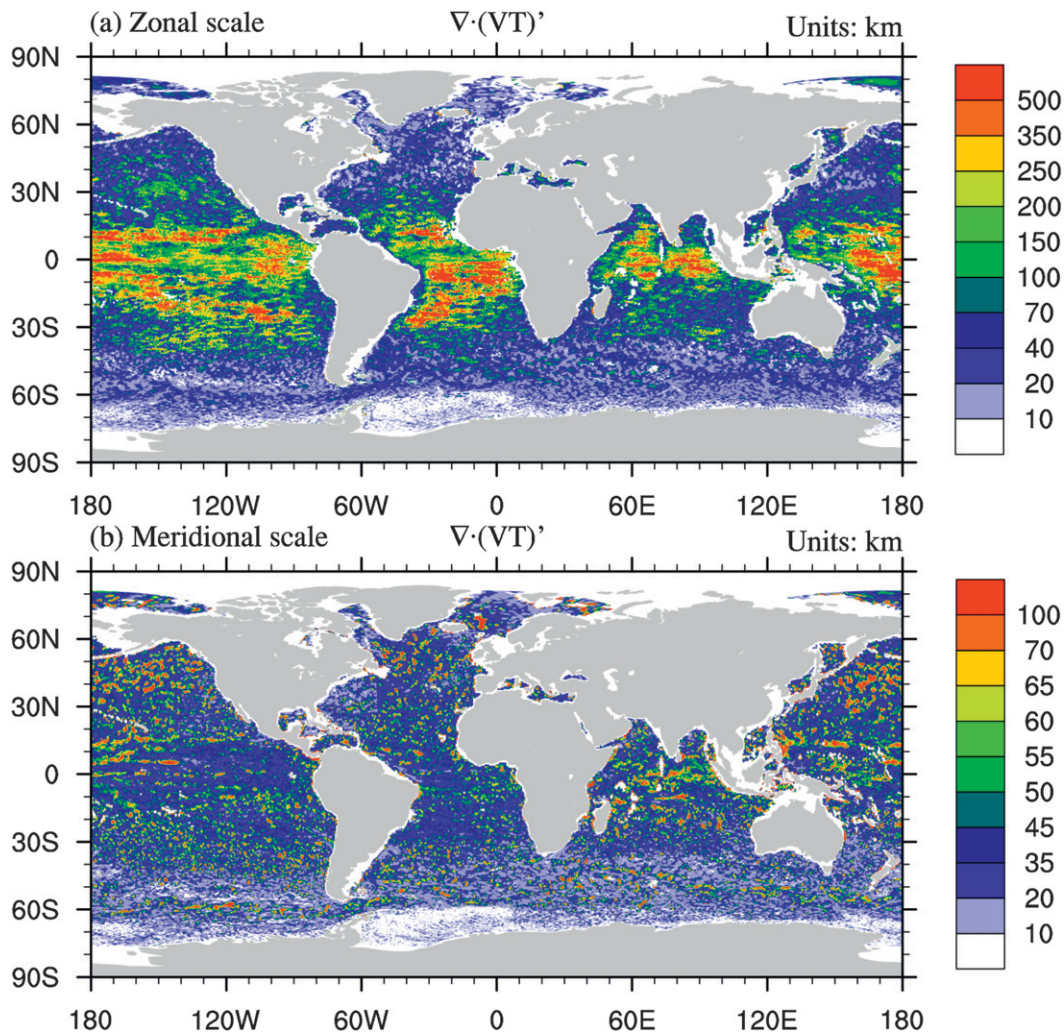 (a) Zonal scale ∇·(VT)’ Units: km
90N
60N
30N
0
30S
60S
90S
180 120W 60W 0 60E 120E 180
500
350
250
200
150
100
70
40
20
10
(b) Meridional scale ∇·(VT)’ Units: km
90N
60N
30N
0
30S
60S
90S
180 120W 60W 0 60E 120E 180
100
70
65
60
55
50
45
35
20
10